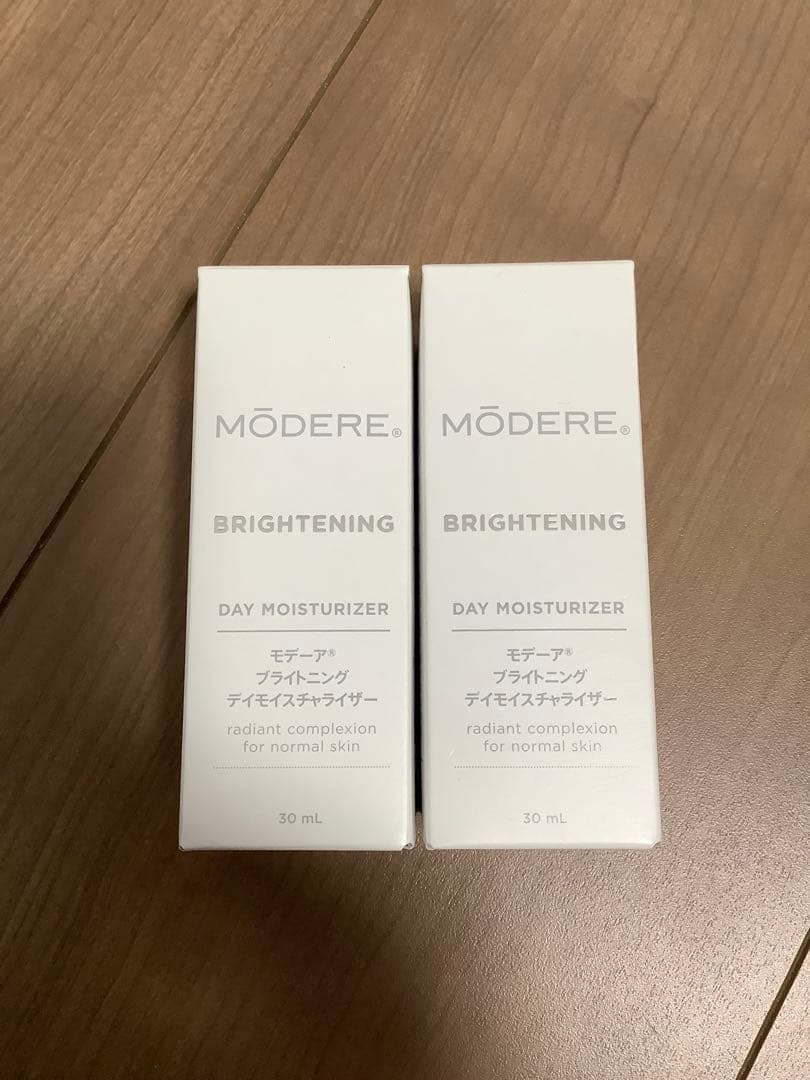 MŌDERE®
BRIGHTENING
DAY MOISTURIZER
モデーア®
ブライトニング
デイモイスチャライザー
radiant complexion
for normal skin
30 mL
MŌDERE®
BRIGHTENING
DAY MOISTURIZER
モデーア®
ブライトニング
デイモイスチャライザー
radiant complexion
for normal skin
30 mL